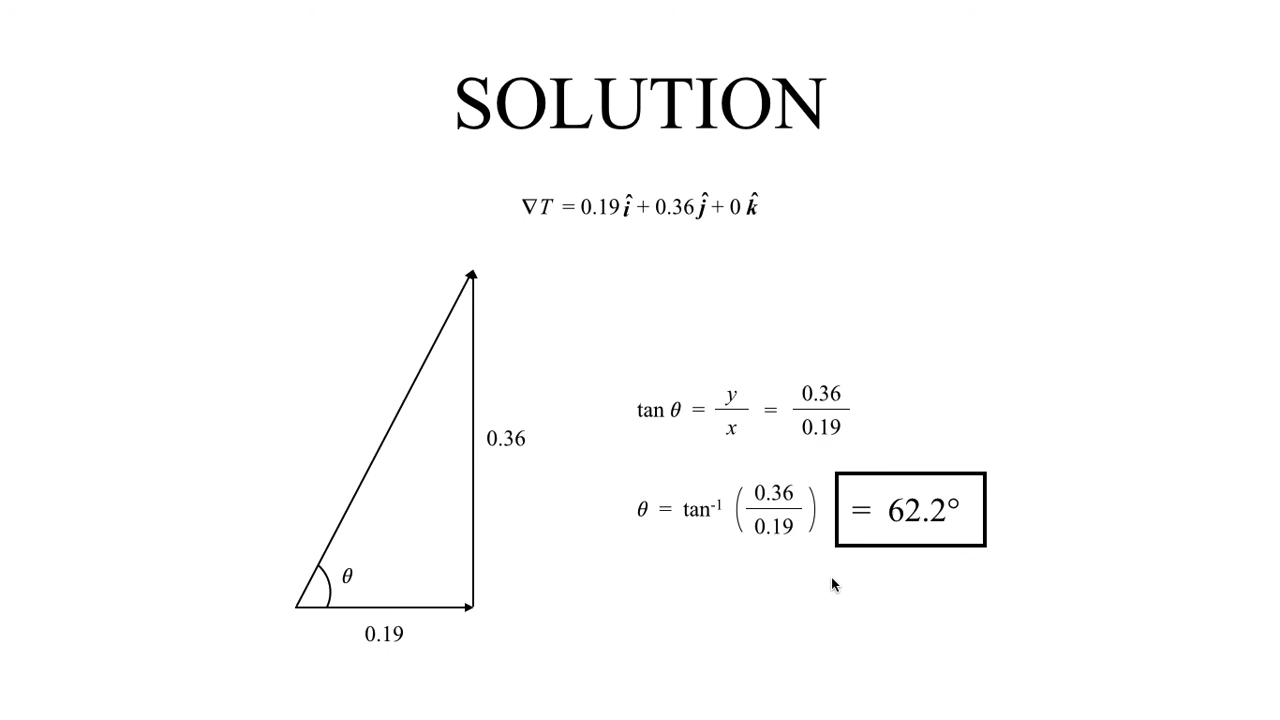 SOLUTION
∇T = 0.19 î + 0.36 ĵ + 0 k̂
0.36
θ
0.19
tan θ = y/x = 0.36/0.19
θ = tan⁻¹ (0.36/0.19) = 62.2°